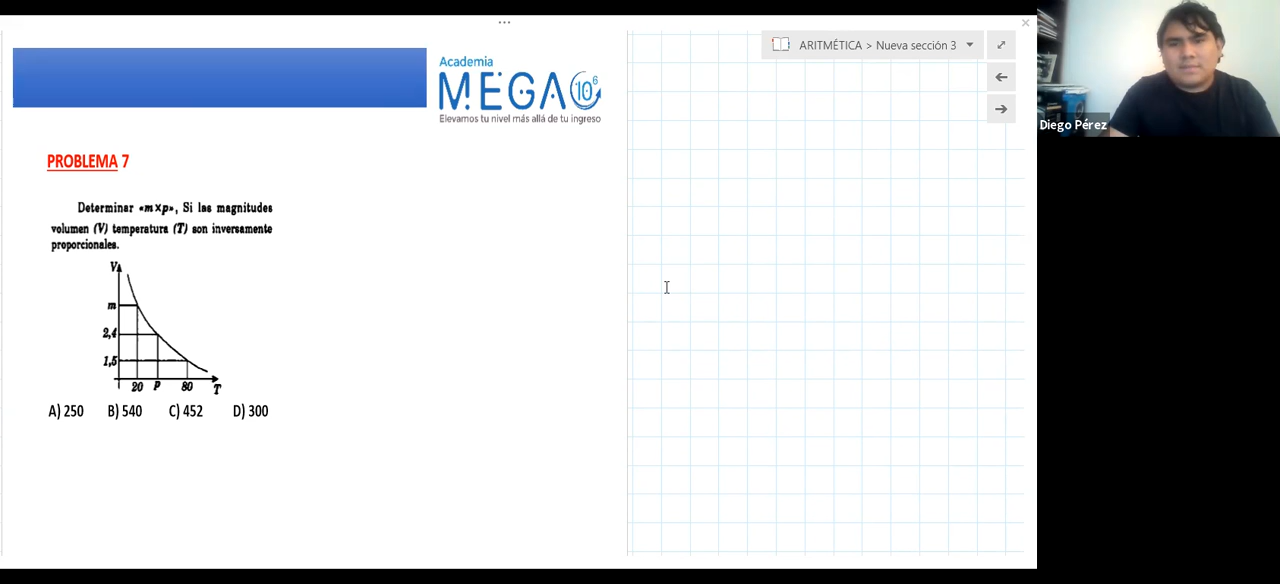 ARITMÉTICA > Nueva sección 3
Academia
MEGA 10⁶
Elevamos tu nivel más allá de tu ingreso
Diego Pérez
PROBLEMA 7
Determinar «m×p», Si las magnitudes
volumen (V) temperatura (T) son inversamente
proporcionales.
V
m
2,4
1,5
20 P 80 T
A) 250 B) 540 C) 452 D) 300